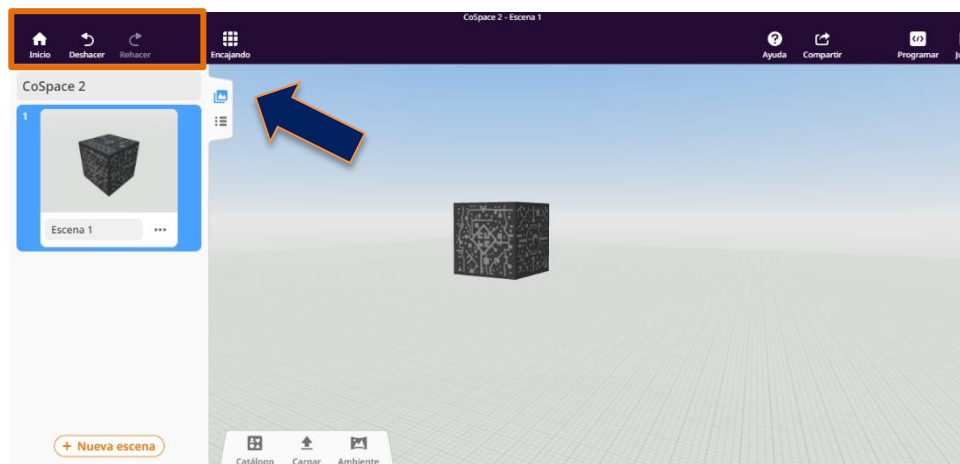 CoSpace 2 - Escena 1
Inicio Deshacer Rehacer Encajando Ayuda Compartir Programar
CoSpace 2
1
Escena 1
+ Nueva escena
Catálogo Cargar Ambiente